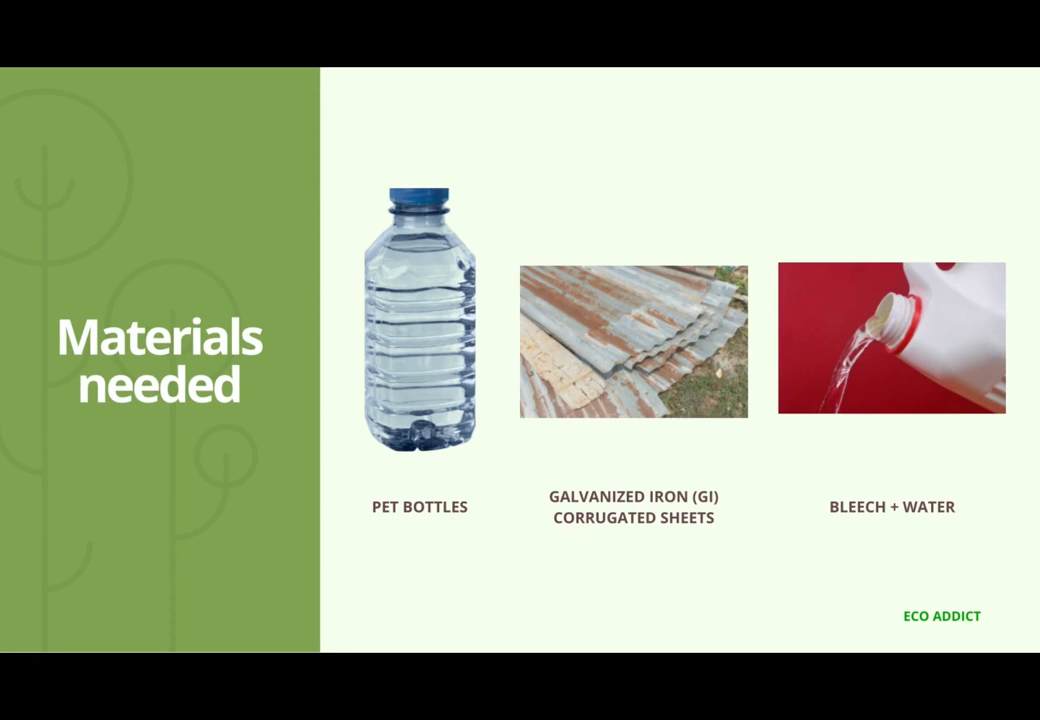 Materials
needed
PET BOTTLES
GALVANIZED IRON (GI)
CORRUGATED SHEETS
BLEECH + WATER
ECO ADDICT